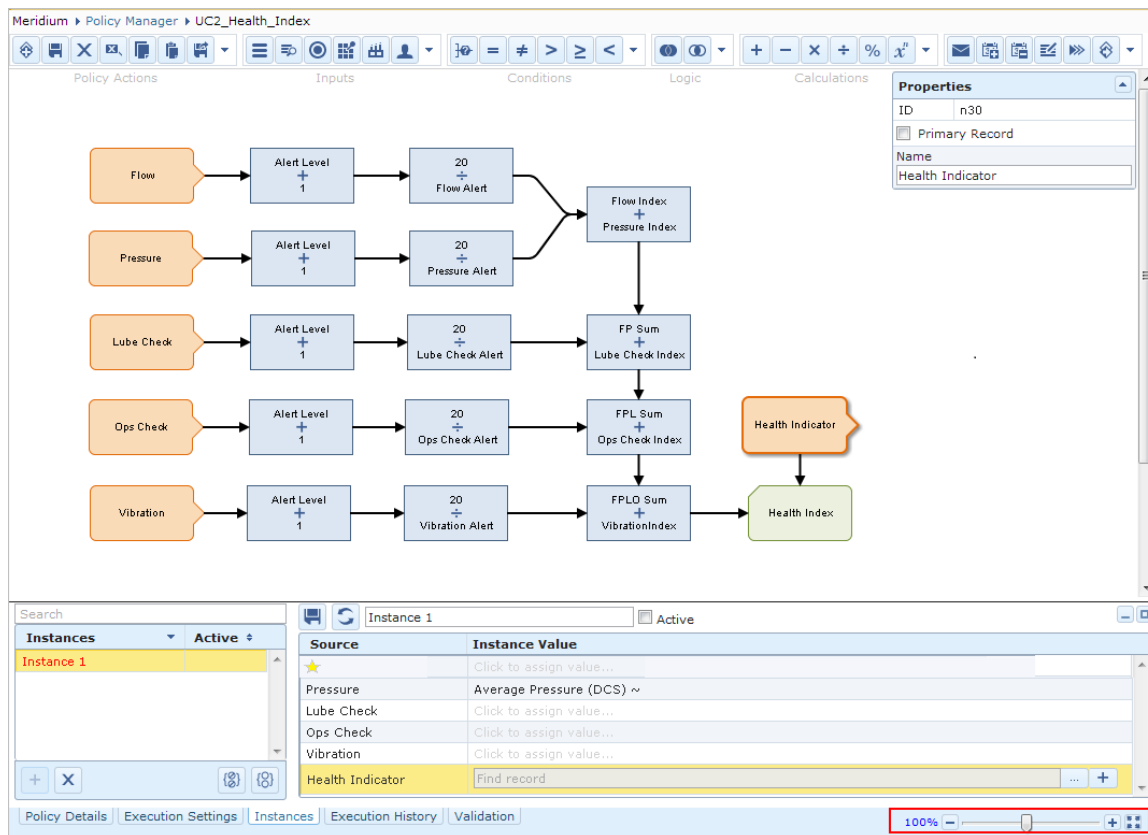 Meridium ▸ Policy Manager ▸ UC2_Health_Index
= ≠ > ≥ < + − × ÷ % xⁿ
Policy Actions Inputs Conditions Logic Calculations
Properties
ID n30
Primary Record
Name
Health Indicator
Flow
Alert Level
+
1
20
÷
Flow Alert
Flow Index
+
Pressure Index
Pressure
Alert Level
+
1
20
÷
Pressure Alert
Lube Check
Alert Level
+
1
20
÷
Lube Check Alert
FP Sum
+
Lube Check Index
Ops Check
Alert Level
+
1
20
÷
Ops Check Alert
FPL Sum
+
Ops Check Index
Health Indicator
Vibration
Alert Level
+
1
20
÷
Vibration Alert
FPLO Sum
+
VibrationIndex
Health Index
Search
Instances Active
Instance 1
Instance 1 Active
Source Instance Value
Click to assign value...
Pressure Average Pressure (DCS) ~
Lube Check Click to assign value...
Ops Check Click to assign value...
Vibration Click to assign value...
Health Indicator Find record ... +
Policy Details Execution Settings Instances Execution History Validation
100% − +